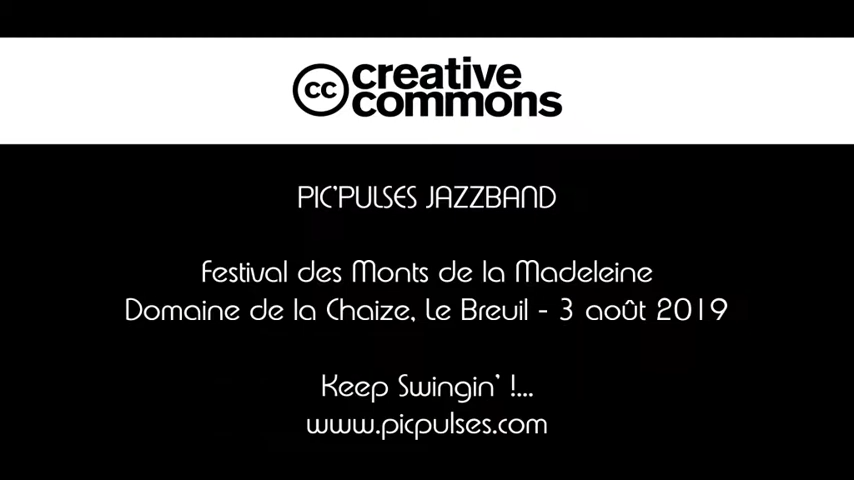 cc creative
commons
PIC'PULSES JAZZBAND
Festival des Monts de la Madeleine
Domaine de la Chaize, Le Breuil - 3 août 2019
Keep Swingin' !...
www.picpulses.com